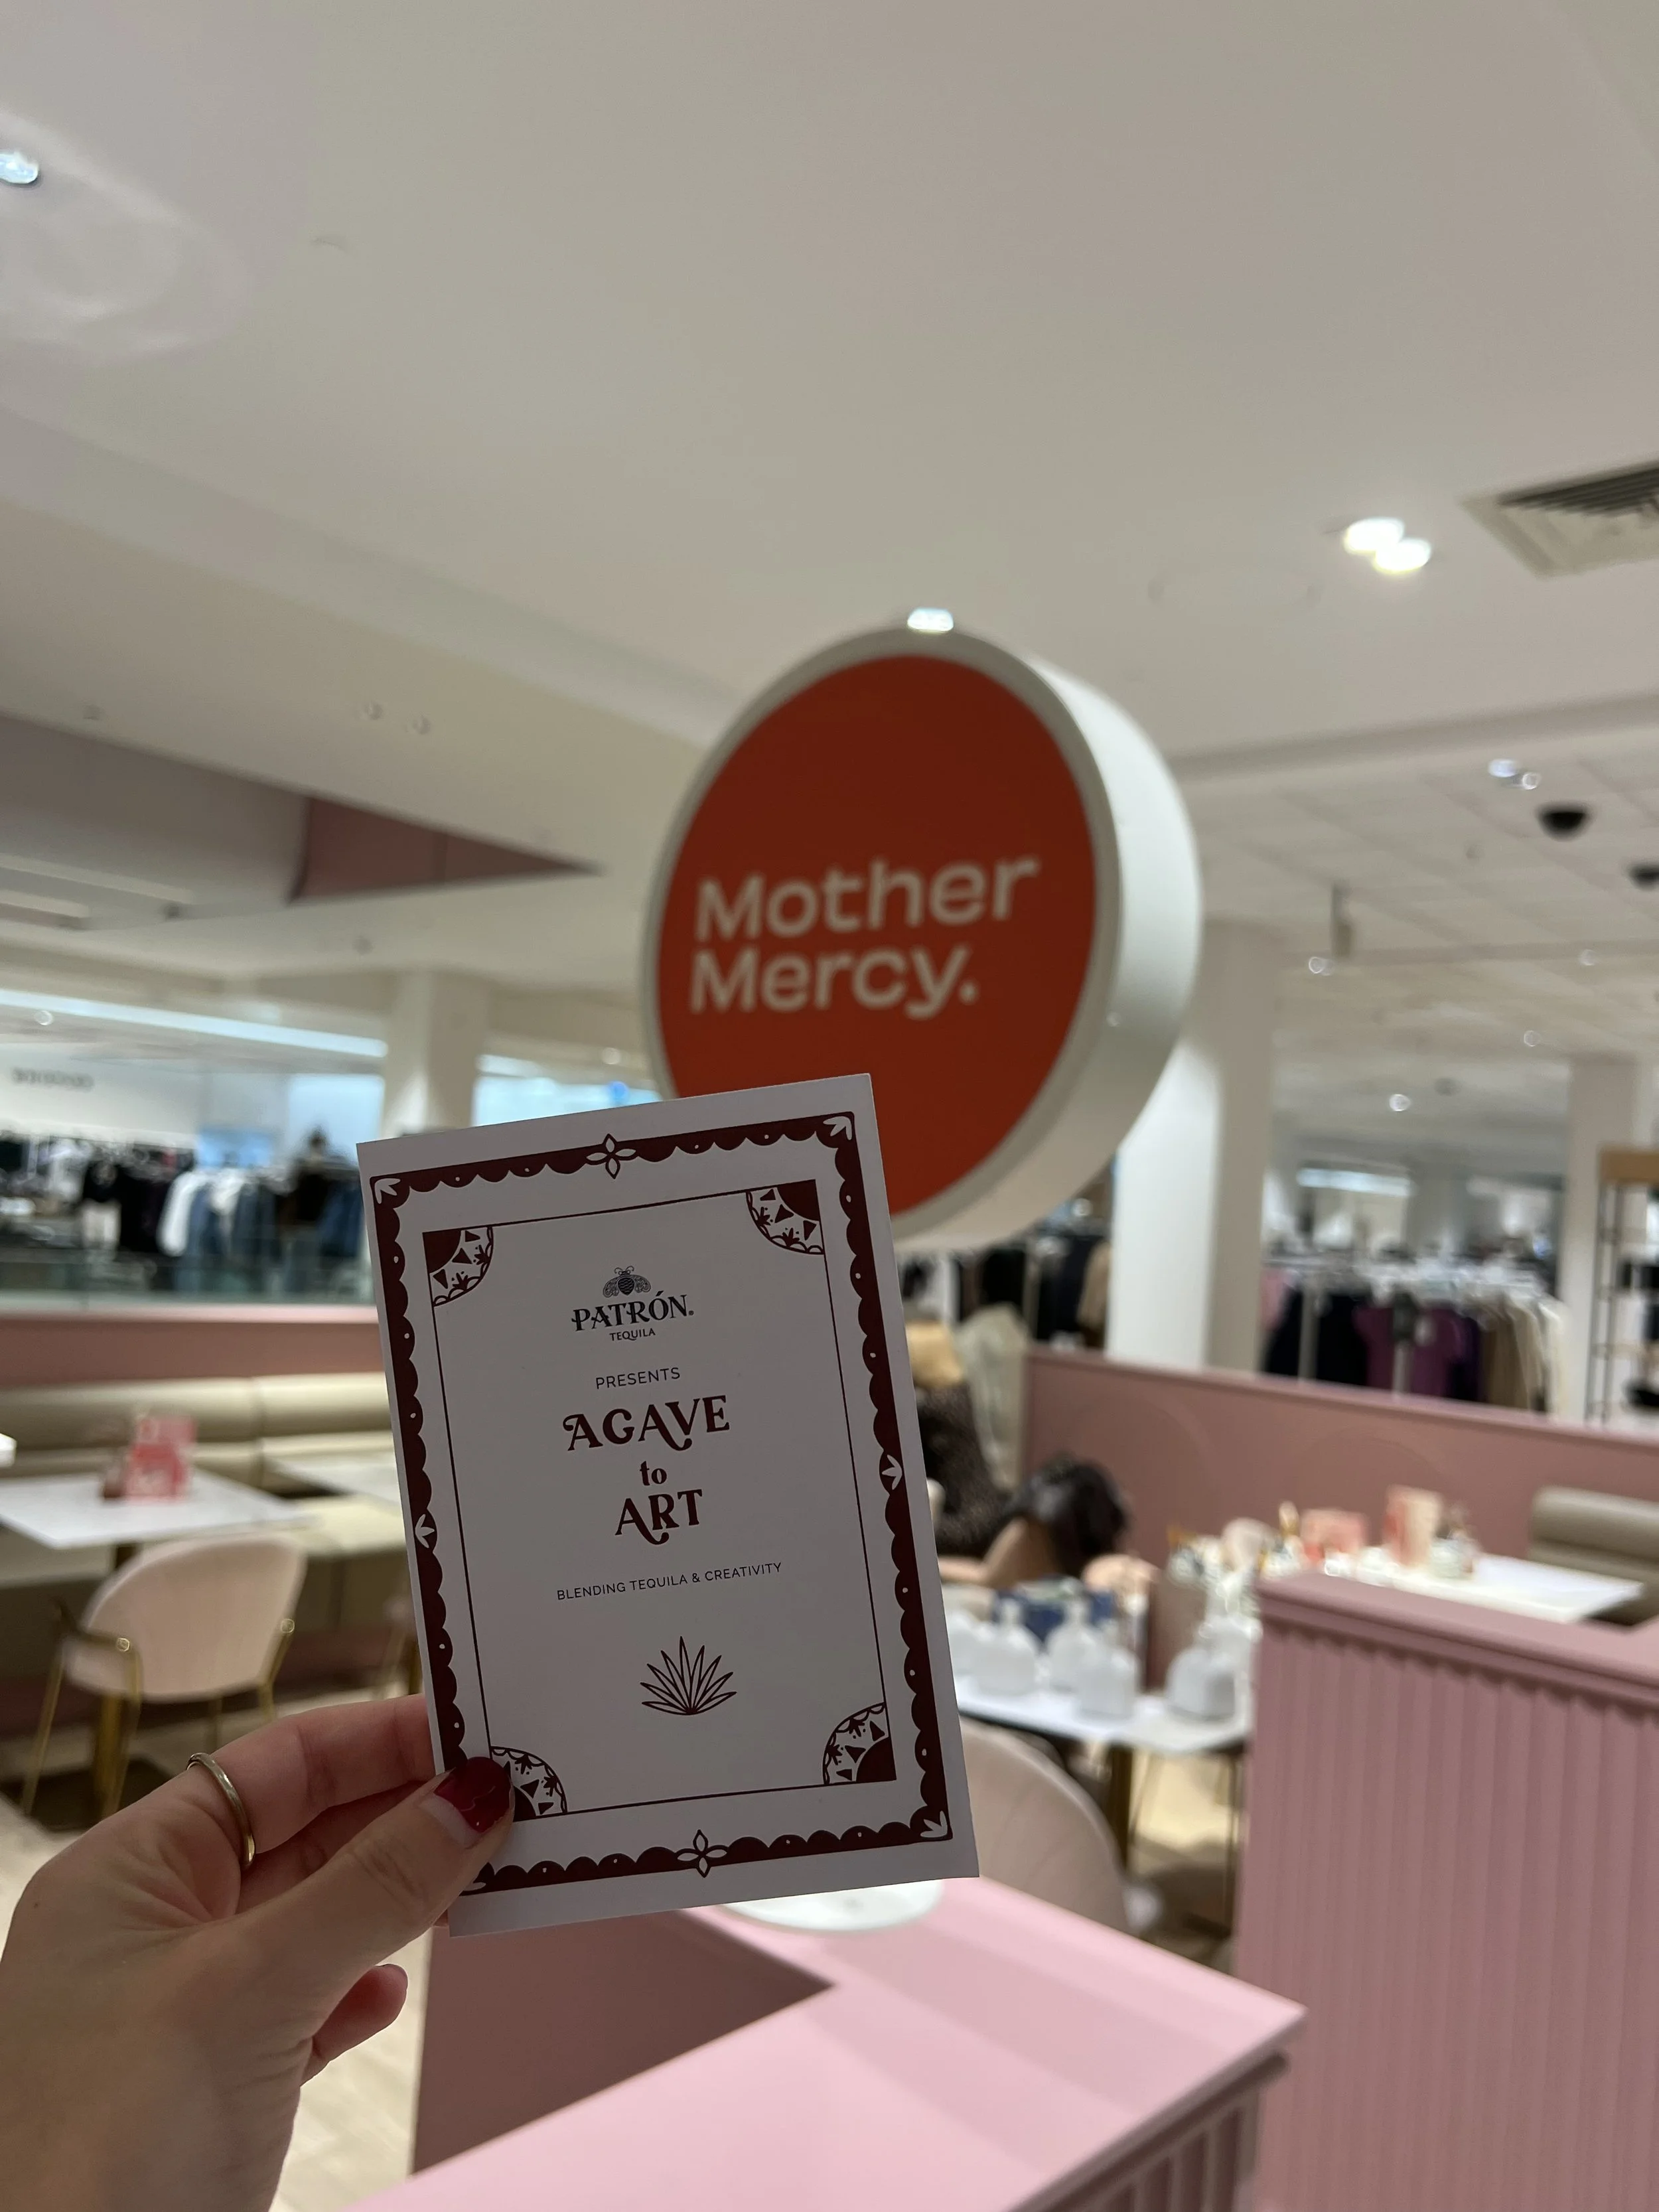 Mother
Mercy.
PATRÓN®
TEQUILA
PRESENTS
AGAVE
to
ART
BLENDING TEQUILA & CREATIVITY